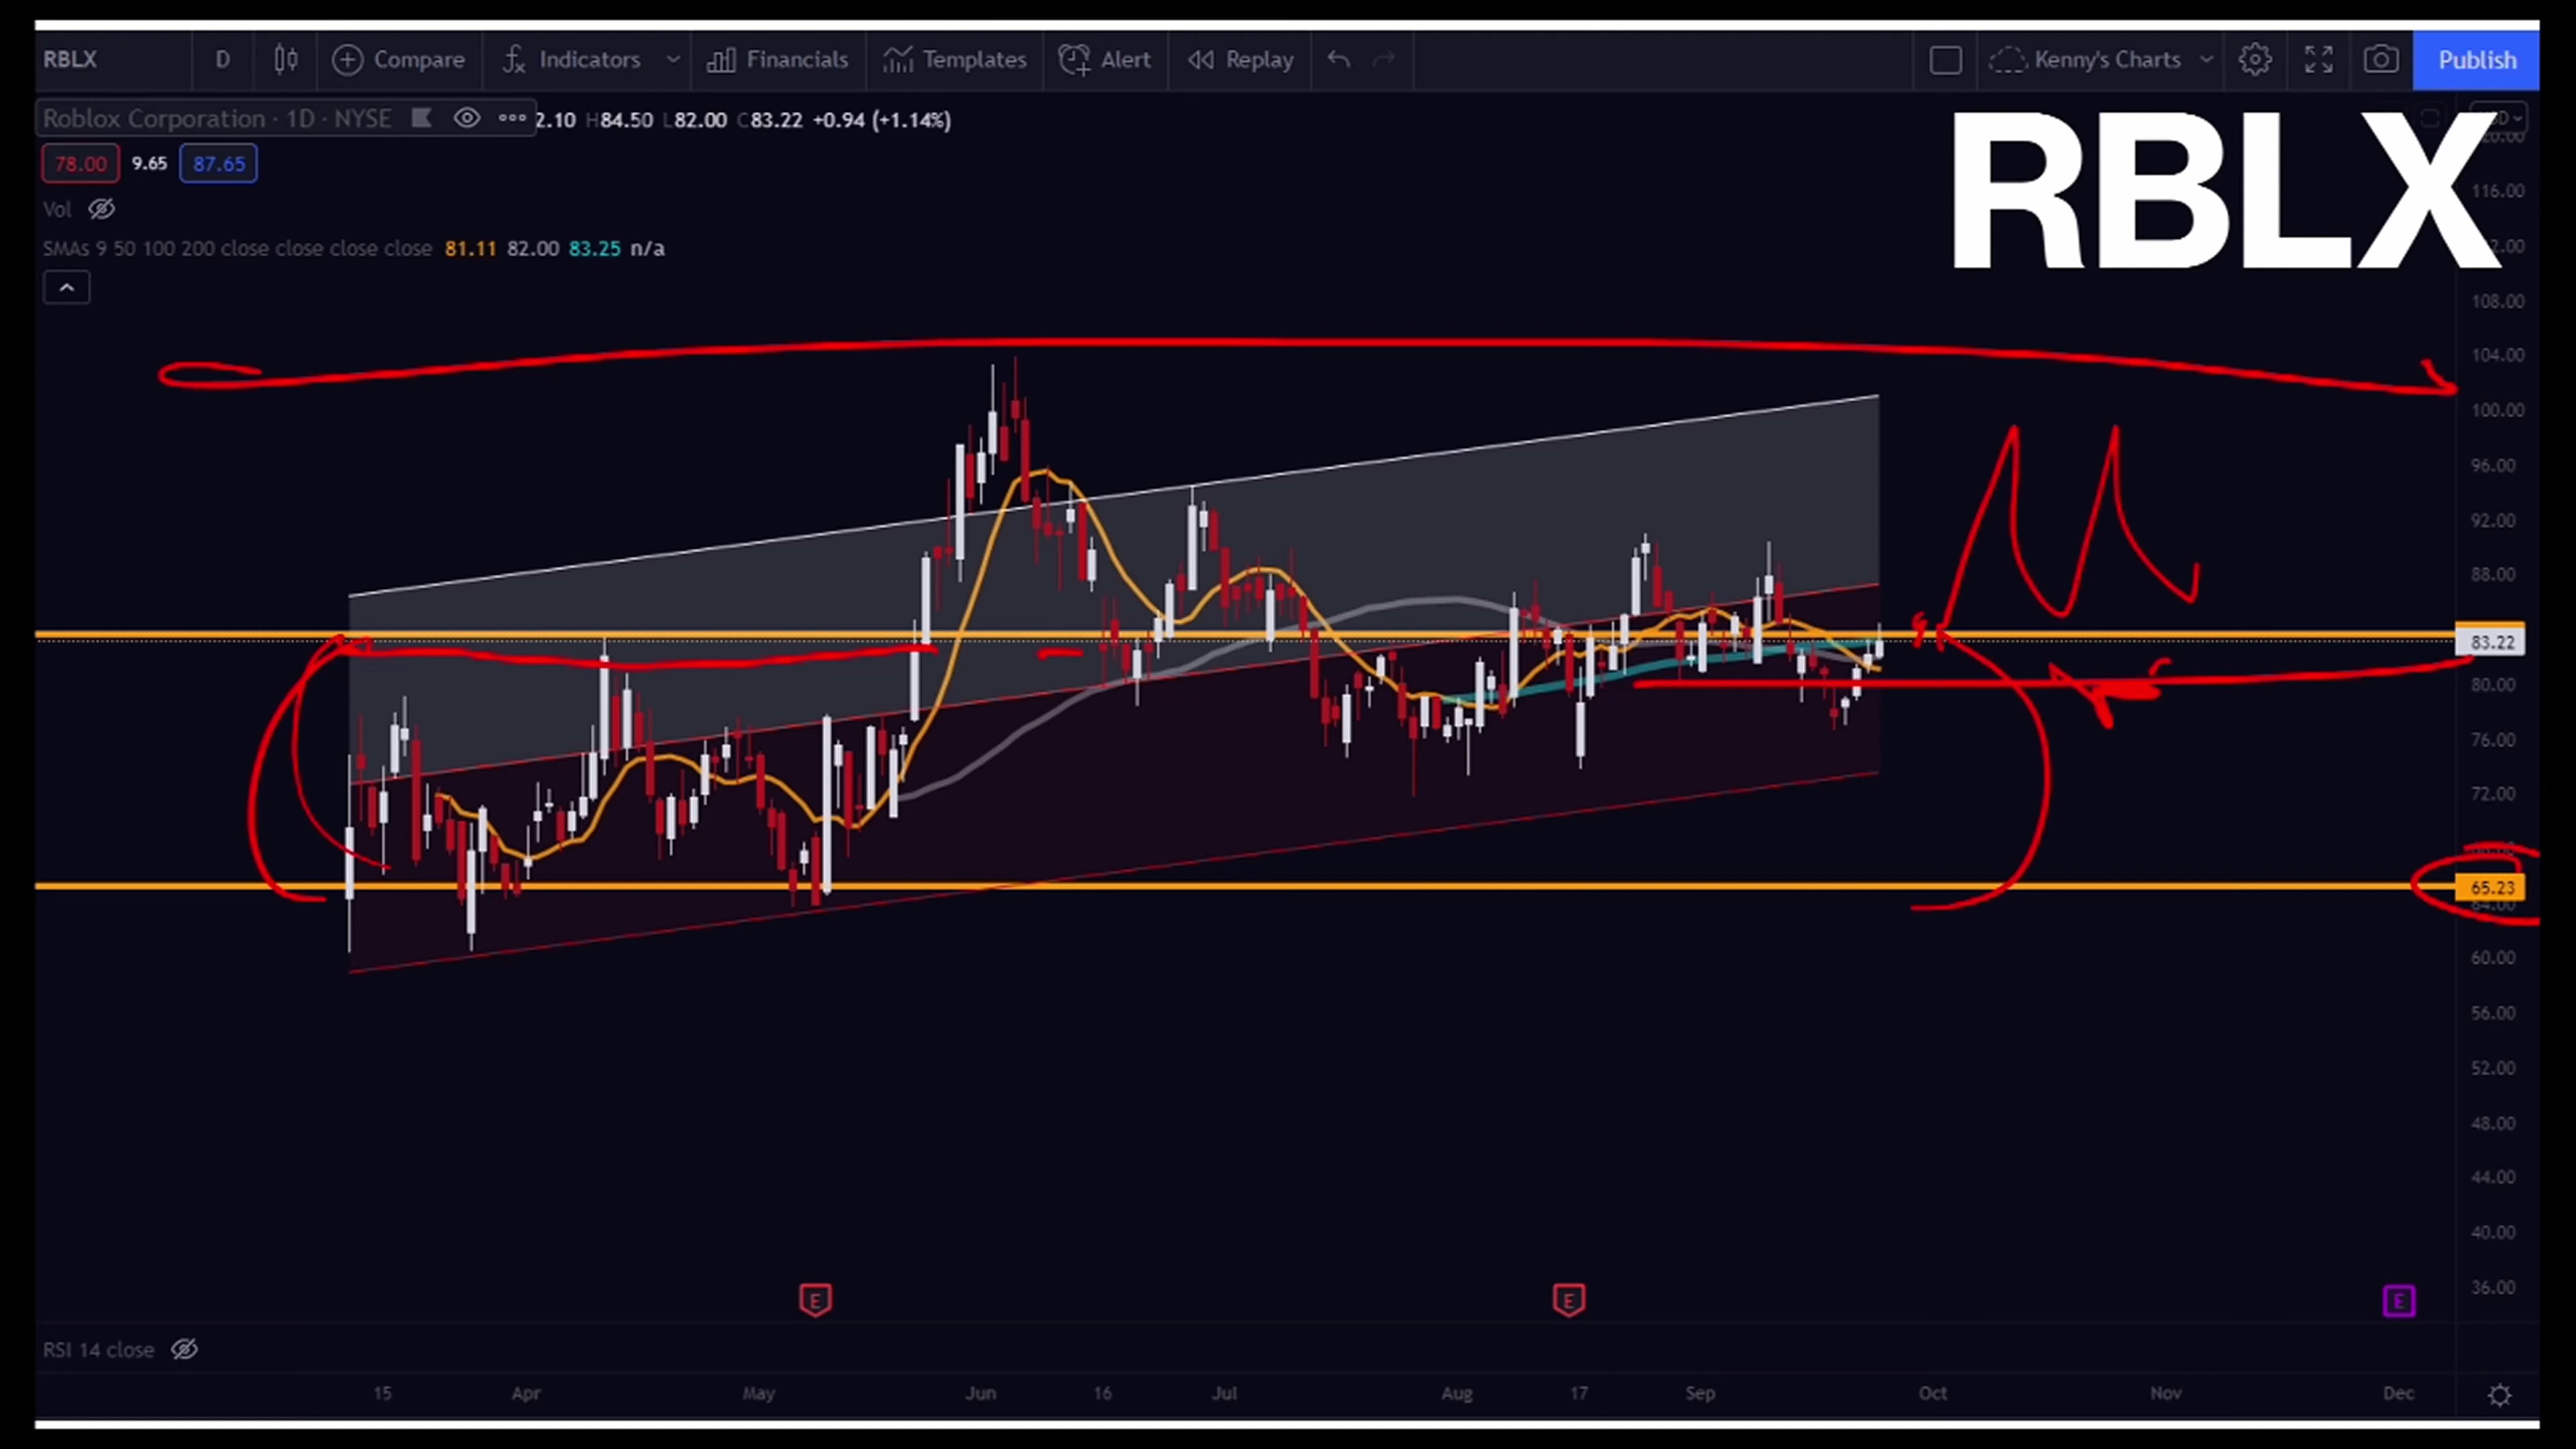 RBLX D Compare Indicators Financials Templates Alert Replay Kenny's Charts Publish
Roblox Corporation · 1D · NYSE 2.10 H84.50 L82.00 C83.22 +0.94 (+1.14%)
RBLX
78.00 9.65 87.65
Vol
SMAs 9 50 100 200 close close close close 81.11 82.00 83.25 n/a
116.00
108.00
104.00
100.00
96.00
92.00
88.00
83.22
80.00
76.00
72.00
65.23
64.00
60.00
56.00
52.00
48.00
44.00
40.00
36.00
E E E
RSI 14 close
15 Apr May Jun 16 Jul Aug 17 Sep Oct Nov Dec